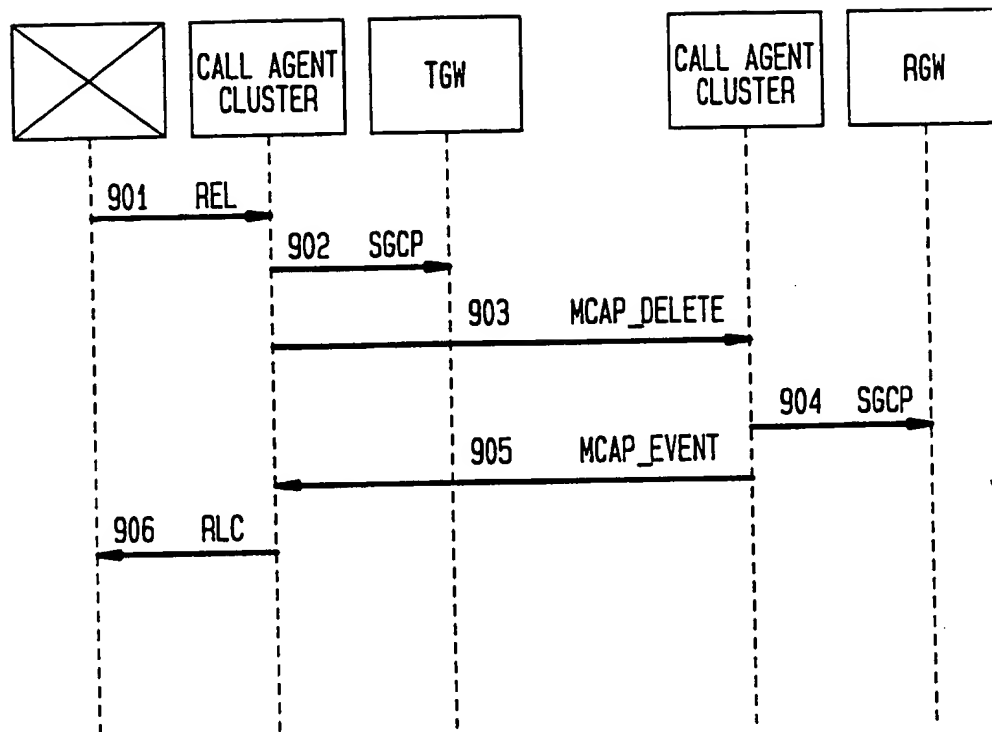 CALL AGENT
CLUSTER
TGW
CALL AGENT
CLUSTER
RGW
901 REL
902 SGCP
903 MCAP_DELETE
904 SGCP
905 MCAP_EVENT
906 RLC